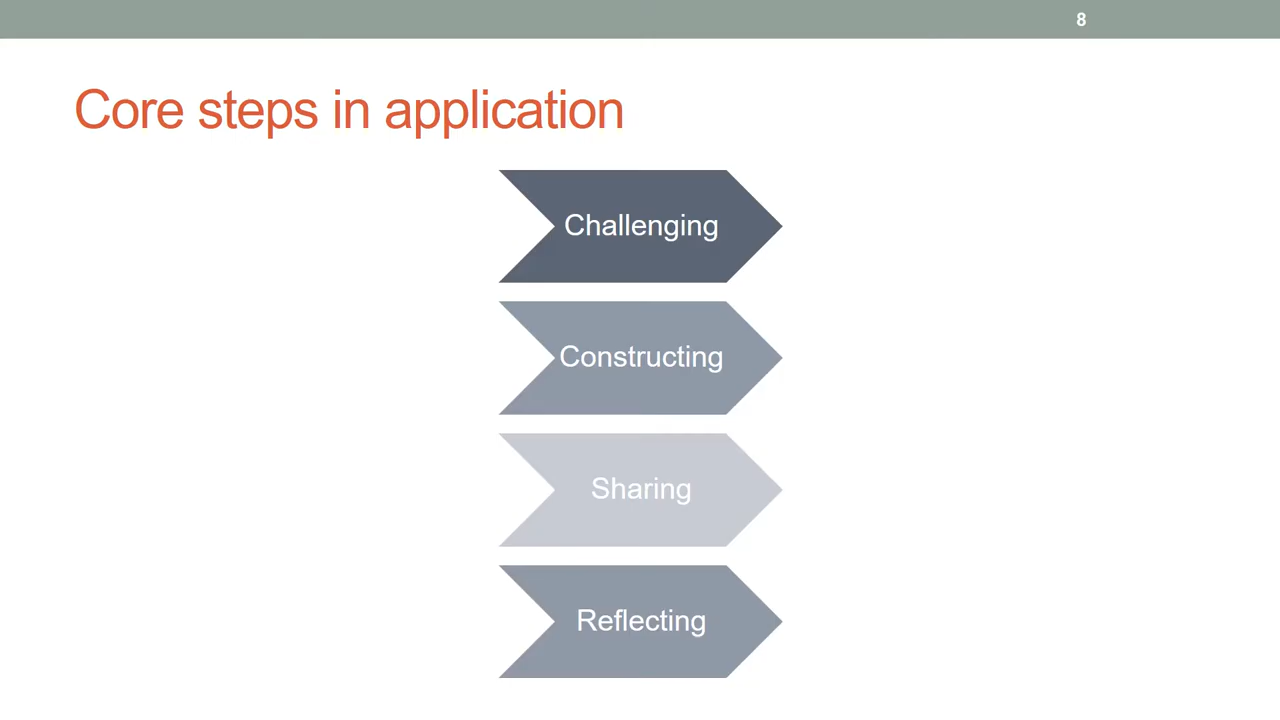 8
Core steps in application
Challenging
Constructing
Sharing
Reflecting